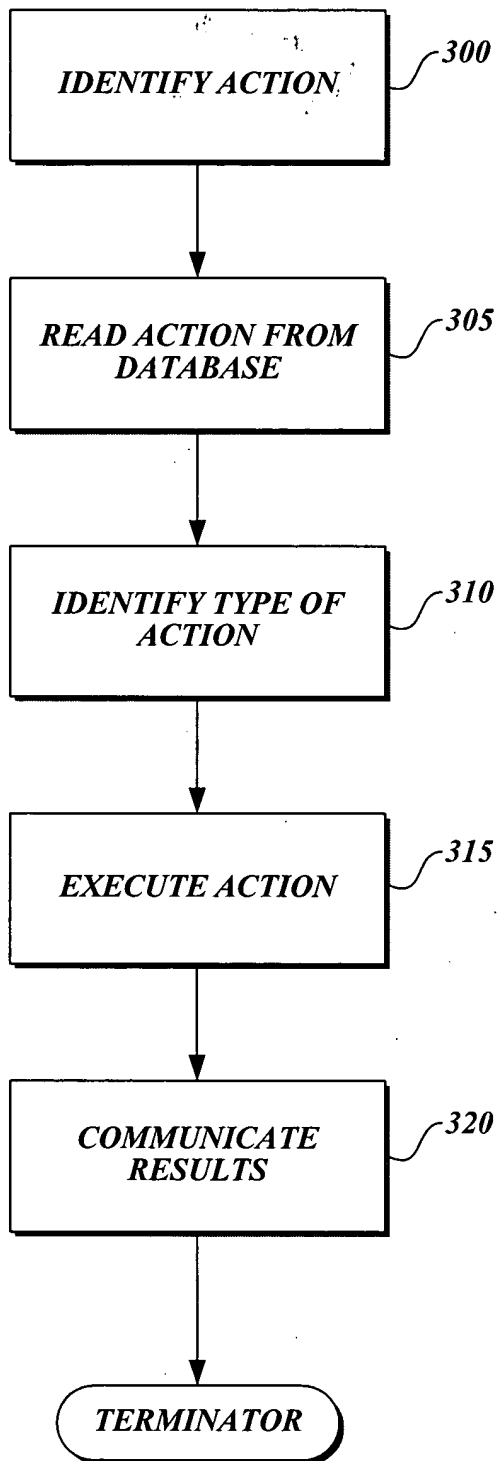 IDENTIFY ACTION
300
READ ACTION FROM
DATABASE
305
IDENTIFY TYPE OF
ACTION
310
EXECUTE ACTION
315
COMMUNICATE
RESULTS
320
TERMINATOR